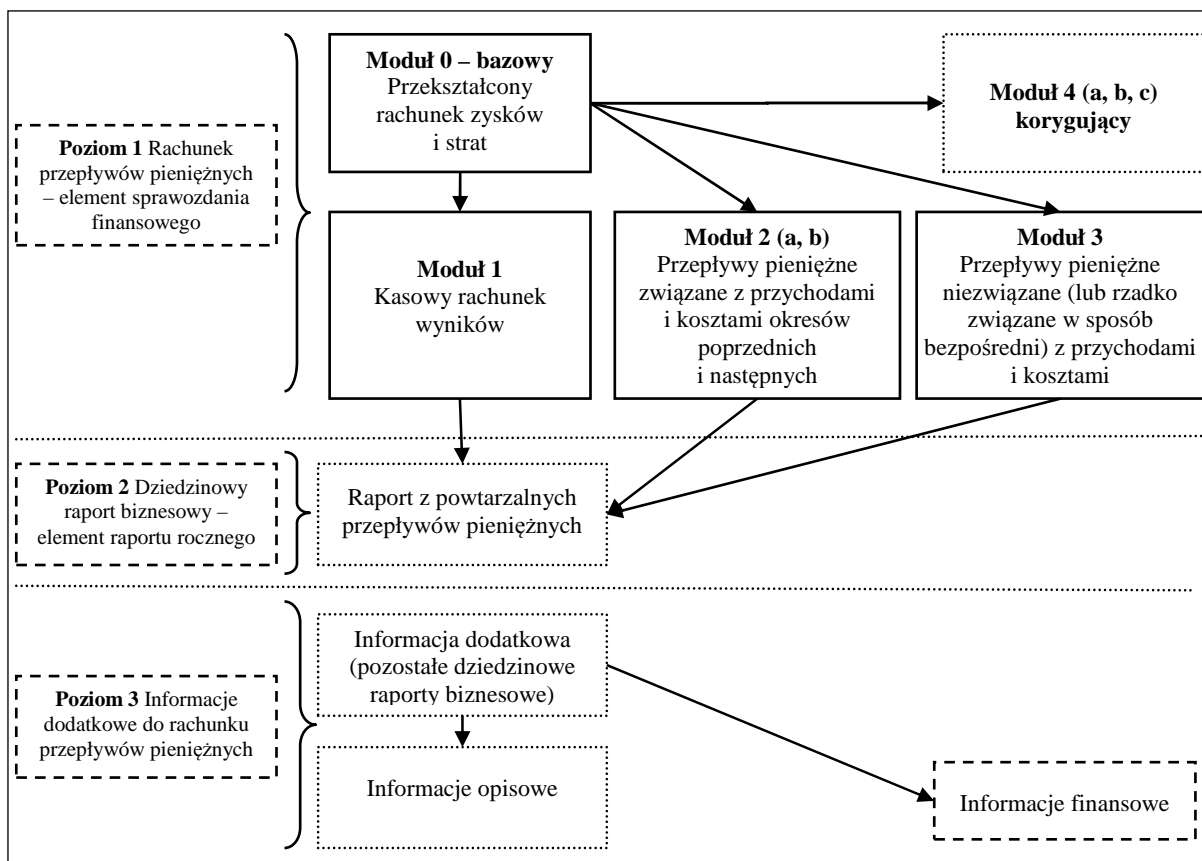 Moduł 0 – bazowy
Przekształcony
rachunek zysków
i strat
Moduł 4 (a, b, c)
korygujący
Poziom 1 Rachunek
przepływów pieniężnych
– element sprawozdania
finansowego
Moduł 1
Kasowy rachunek
wyników
Moduł 2 (a, b)
Przepływy pieniężne
związane z przychodami
i kosztami okresów
poprzednich
i następnych
Moduł 3
Przepływy pieniężne
niezwiązane (lub rzadko
związane w sposób
bezpośredni) z przychodami
i kosztami
Poziom 2 Dziedzinowy
raport biznesowy –
element raportu rocznego
Raport z powtarzalnych
przepływów pieniężnych
Poziom 3 Informacje
dodatkowe do rachunku
przepływów pieniężnych
Informacja dodatkowa
(pozostałe dziedzinowe
raporty biznesowe)
Informacje opisowe
Informacje finansowe